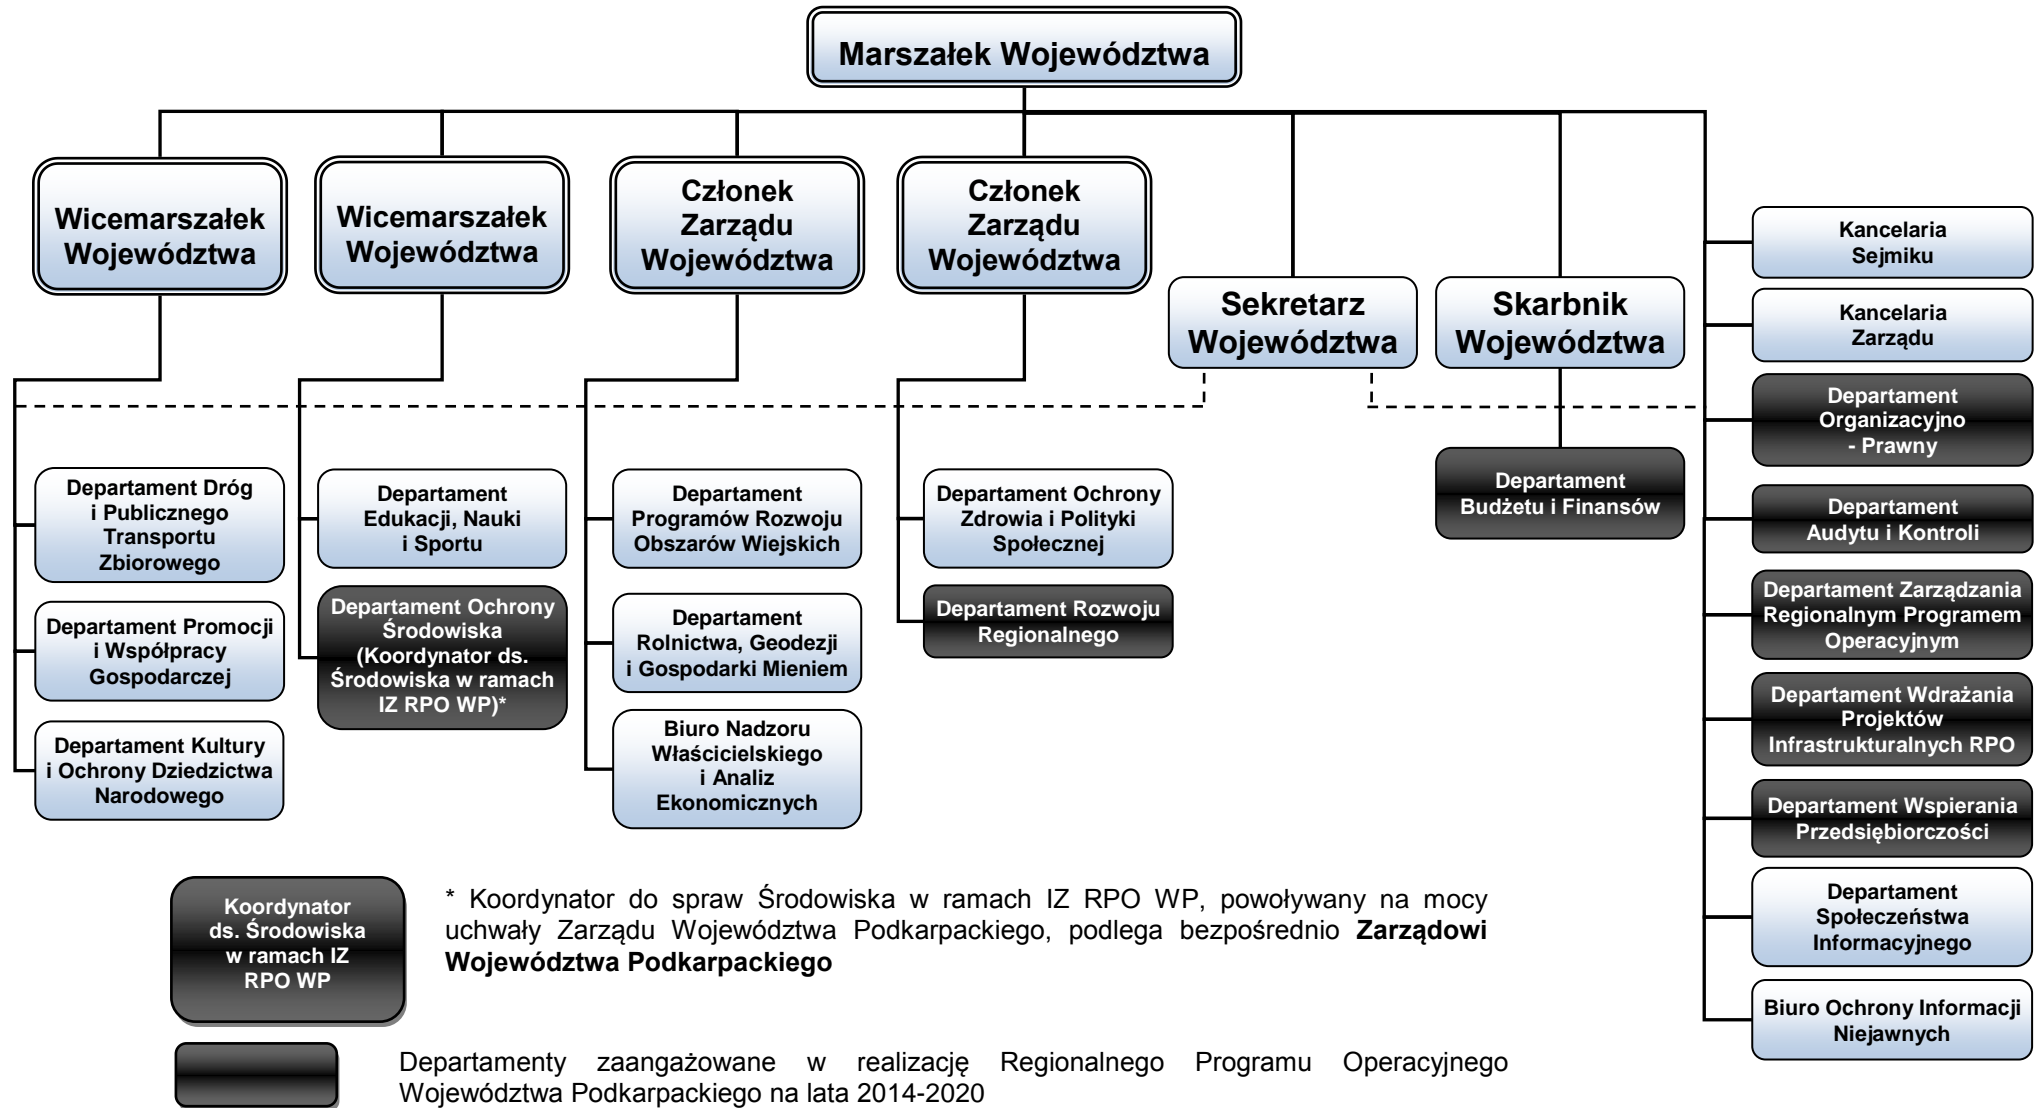 Marszałek Województwa
Wicemarszałek
Województwa
Wicemarszałek
Województwa
Członek
Zarządu
Województwa
Członek
Zarządu
Województwa
Sekretarz
Województwa
Skarbnik
Województwa
Departament Dróg
i Publicznego
Transportu
Zbiorowego
Departament Promocji
i Współpracy
Gospodarczej
Departament Kultury
i Ochrony Dziedzictwa
Narodowego
Departament
Edukacji, Nauki
i Sportu
Departament Ochrony
Środowiska
(Koordynator ds.
Środowiska w ramach
IZ RPO WP)*
Departament
Programów Rozwoju
Obszarów Wiejskich
Departament
Rolnictwa, Geodezji
i Gospodarki Mieniem
Biuro Nadzoru
Właścicielskiego
i Analiz
Ekonomicznych
Departament Ochrony
Zdrowia i Polityki
Społecznej
Departament Rozwoju
Regionalnego
Departament
Budżetu i Finansów
Kancelaria
Sejmiku
Kancelaria
Zarządu
Departament
Organizacyjno
- Prawny
Departament
Audytu i Kontroli
Departament Zarządzania
Regionalnym Programem
Operacyjnym
Departament Wdrażania
Projektów
Infrastrukturalnych RPO
Departament Wspierania
Przedsiębiorczości
Departament
Społeczeństwa
Informacyjnego
Biuro Ochrony Informacji
Niejawnych
Koordynator
ds. Środowiska
w ramach IZ
RPO WP
* Koordynator do spraw Środowiska w ramach IZ RPO WP, powoływany na mocy
uchwały Zarządu Województwa Podkarpackiego, podlega bezpośrednio Zarządowi
Województwa Podkarpackiego
Departamenty zaangażowane w realizację Regionalnego Programu Operacyjnego
Województwa Podkarpackiego na lata 2014-2020